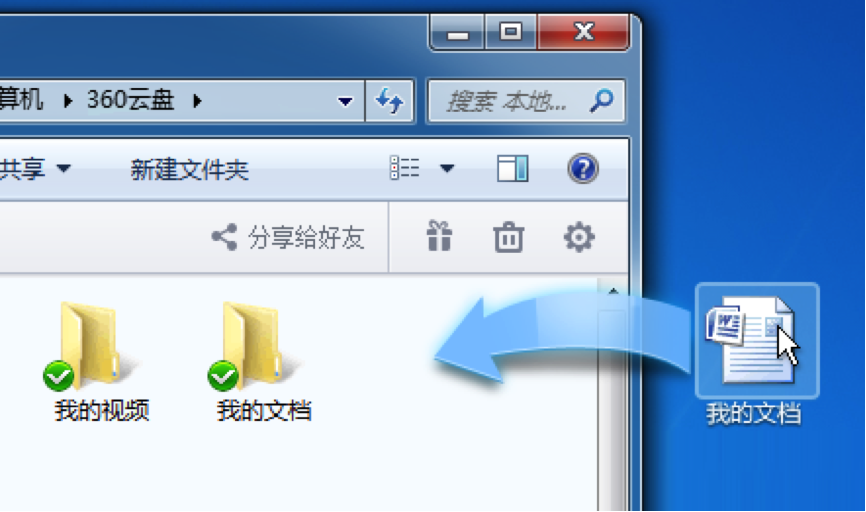 算机 ▸ 360云盘 ▸
搜索 本地...
共享 新建文件夹
分享给好友
我的视频 我的文档
我的文档